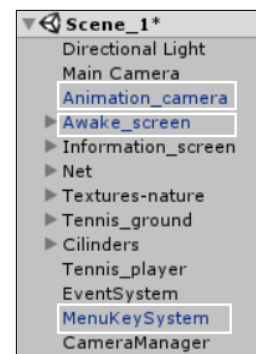 Scene_1*
Directional Light
Main Camera
Animation_camera
Awake_screen
Information_screen
Net
Textures-nature
Tennis_ground
Cilinders
Tennis_player
EventSystem
MenuKeySystem
CameraManager